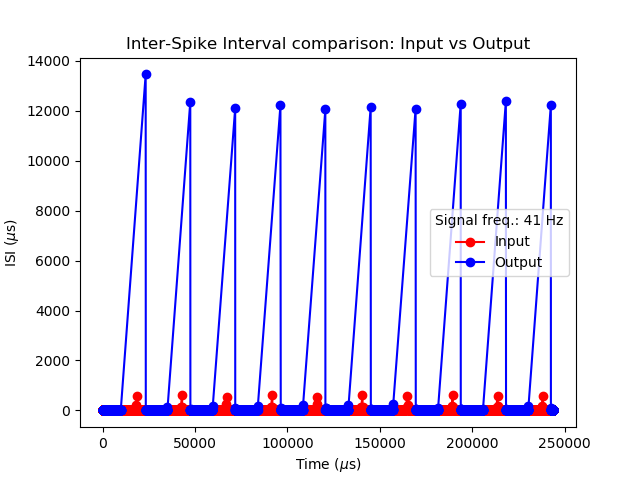 Inter-Spike Interval comparison: Input vs Output
14000
12000
10000
8000
6000
4000
2000
0
ISI (μs)
Signal freq.: 41 Hz
Input
Output
0
50000
100000
150000
200000
250000
Time (μs)